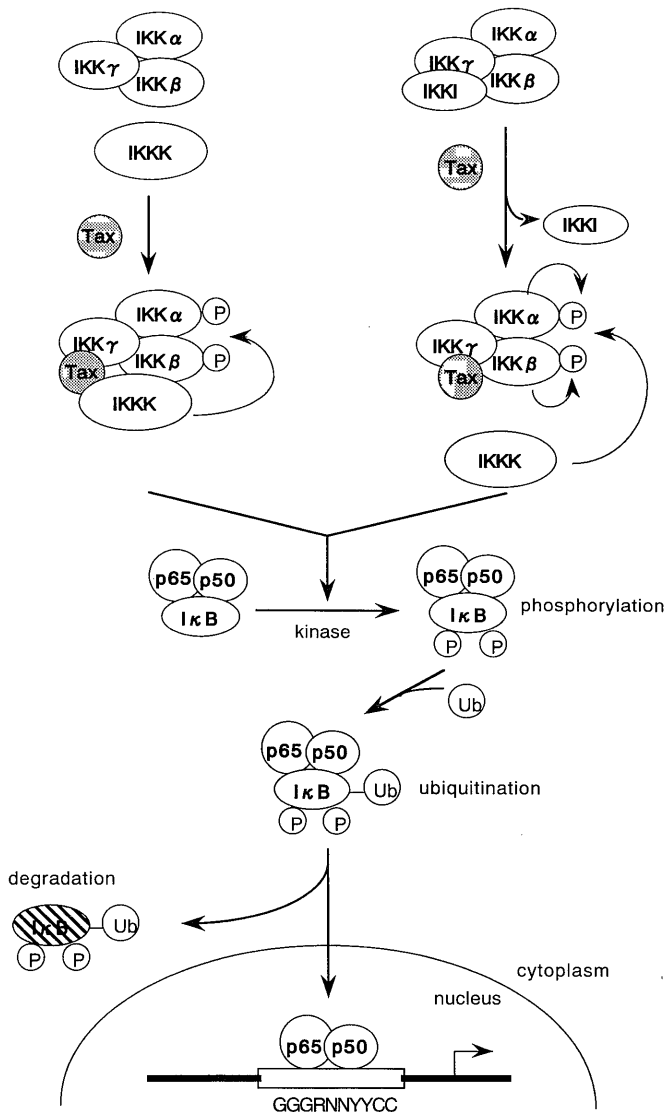 IKKα
IKKγ
IKKβ
IKKK
Tax
IKKα
P
IKKγ
IKKβ
P
Tax
IKKK
IKKα
IKKγ
IKKI
IKKβ
Tax
IKKI
IKKα
P
IKKγ
IKKβ
P
Tax
IKKK
p65 p50
IκB
kinase
p65 p50
IκB
P P
phosphorylation
Ub
p65 p50
IκB
Ub
P P
ubiquitination
degradation
IκB
Ub
P P
cytoplasm
nucleus
p65 p50
GGGRNNYYCC